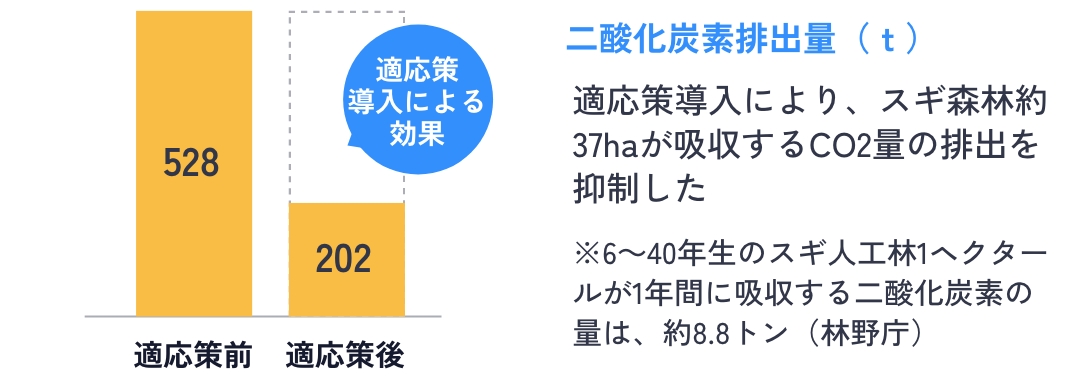 528
202
適応策前
適応策後
適応策
導入による
効果
二酸化炭素排出量（ｔ）
適応策導入により、スギ森林約
37haが吸収するCO2量の排出を
抑制した
※6〜40年生のスギ人工林1ヘクター
ルが1年間に吸収する二酸化炭素の
量は、約8.8トン（林野庁）